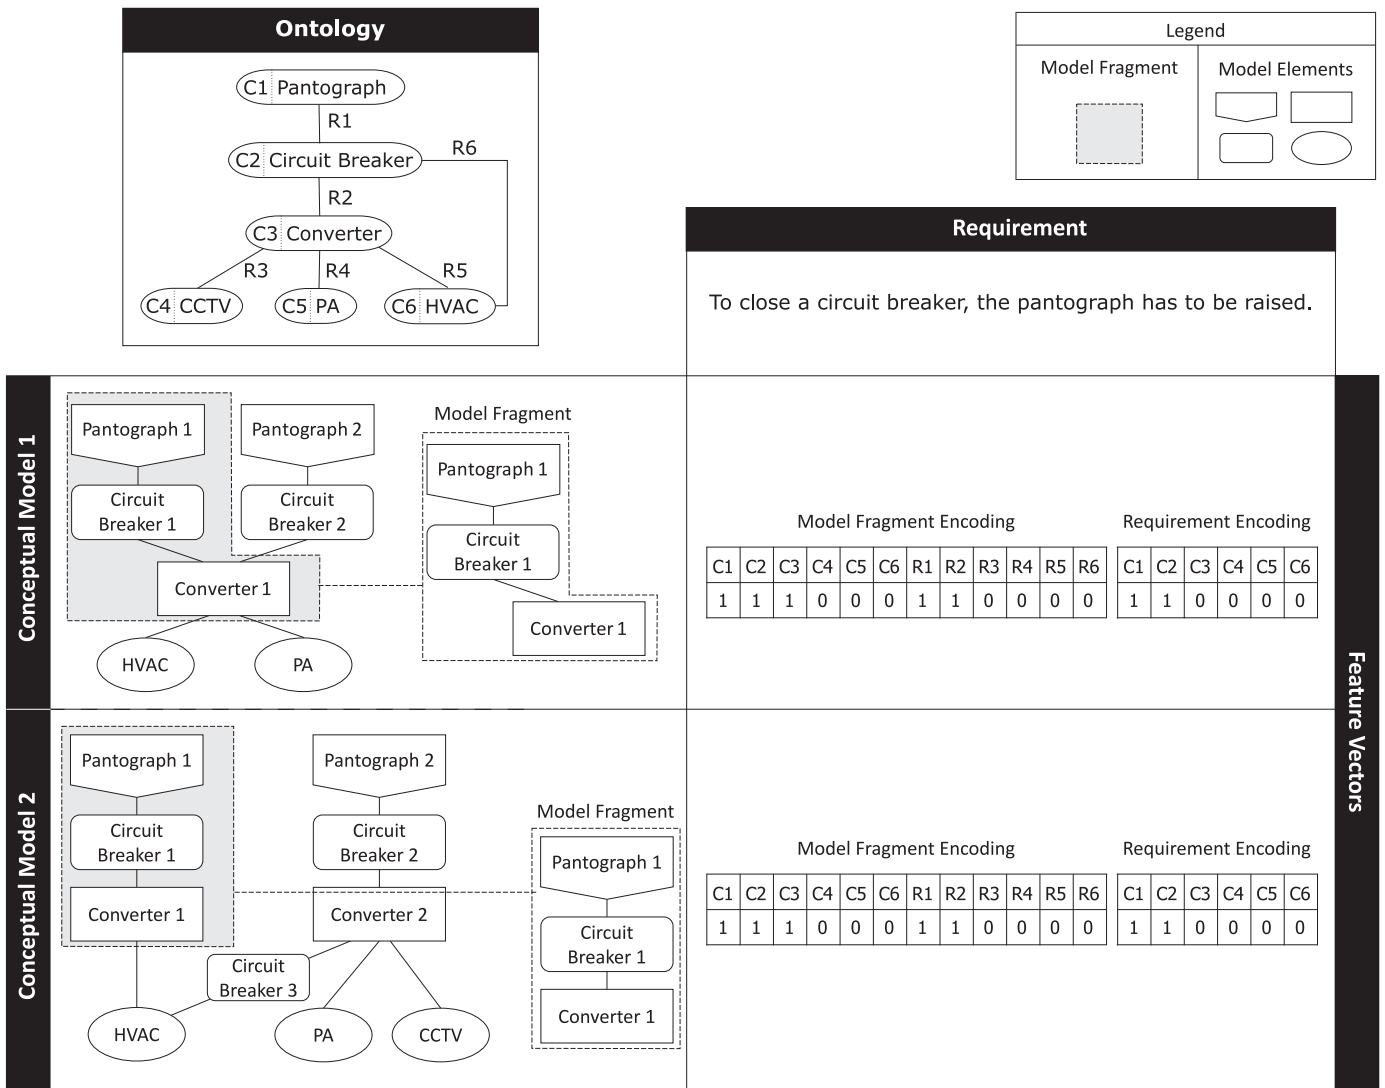 Ontology
C1 Pantograph
R1
C2 Circuit Breaker
R6
R2
C3 Converter
R3
R4
R5
C4 CCTV
C5 PA
C6 HVAC
Legend
Model Fragment
Model Elements
Requirement
To close a circuit breaker, the pantograph has to be raised.
Conceptual Model 1
Pantograph 1
Pantograph 2
Circuit
Breaker 1
Circuit
Breaker 2
Converter 1
HVAC
PA
Model Fragment
Pantograph 1
Circuit
Breaker 1
Converter 1
Model Fragment Encoding
C1 C2 C3 C4 C5 C6 R1 R2 R3 R4 R5 R6
1 1 1 0 0 0 1 1 0 0 0 0
Requirement Encoding
C1 C2 C3 C4 C5 C6
1 1 0 0 0 0
Feature Vectors
Conceptual Model 2
Pantograph 1
Pantograph 2
Circuit
Breaker 1
Circuit
Breaker 2
Converter 1
Converter 2
Circuit
Breaker 3
HVAC
PA
CCTV
Model Fragment
Pantograph 1
Circuit
Breaker 1
Converter 1
Model Fragment Encoding
C1 C2 C3 C4 C5 C6 R1 R2 R3 R4 R5 R6
1 1 1 0 0 0 1 1 0 0 0 0
Requirement Encoding
C1 C2 C3 C4 C5 C6
1 1 0 0 0 0